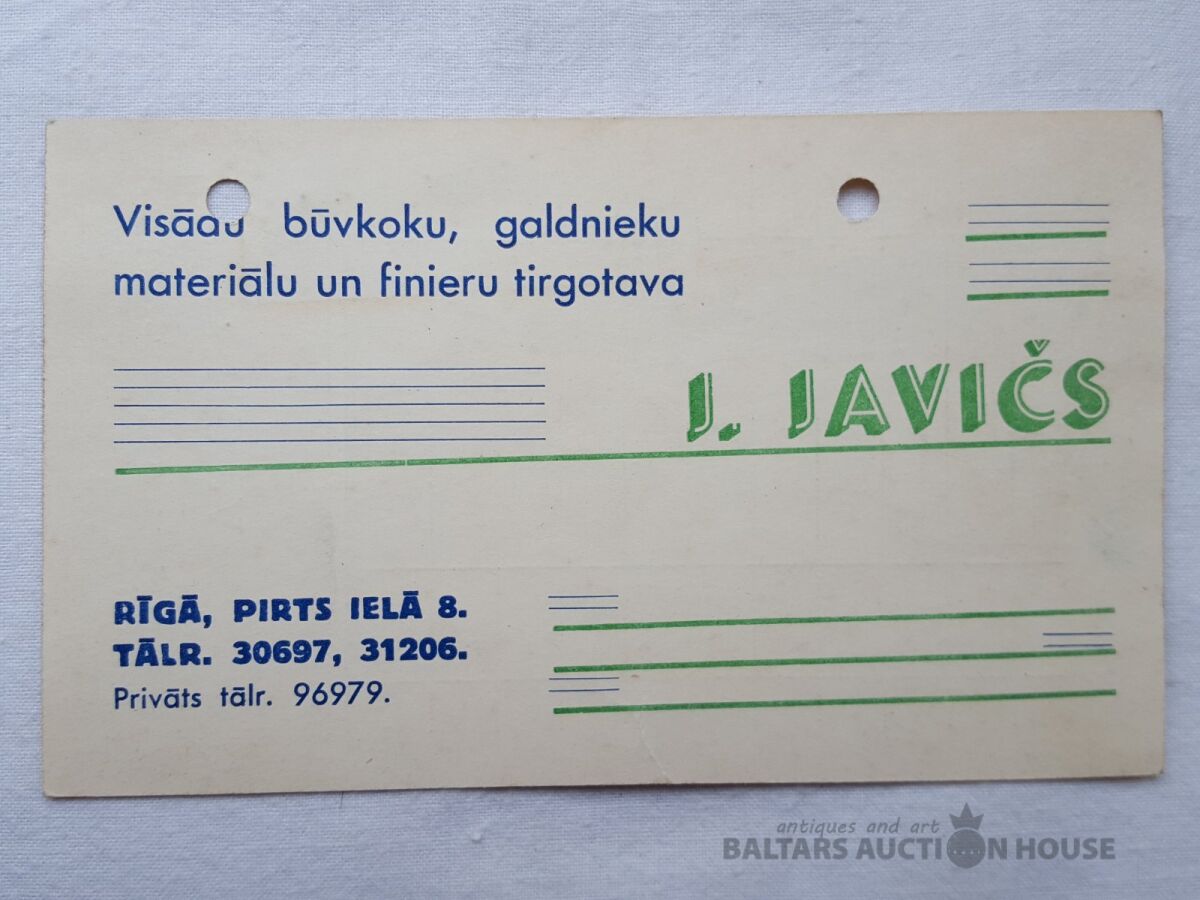 Visādu būvkoku, galdnieku
materiālu un finieru tirgotava
J. JAVIČS
RĪGĀ, PIRTS IELĀ 8.
TĀLR. 30697, 31206.
Privāts tālr. 96979.
antiques and art
BALTARS AUCTION HOUSE